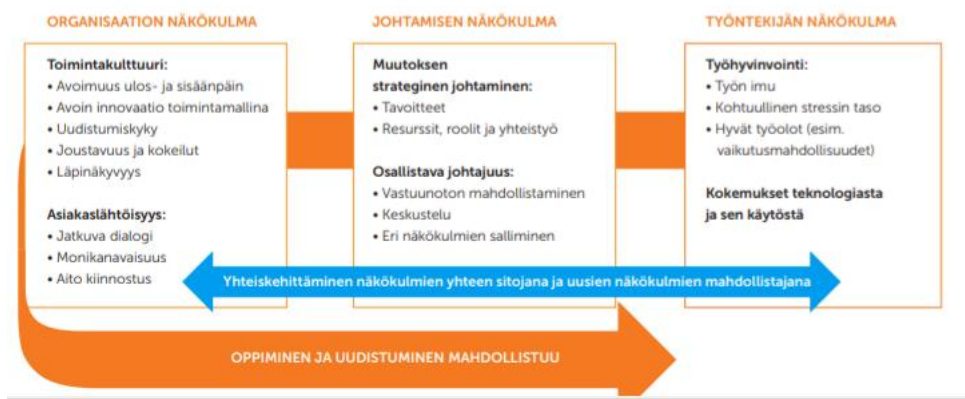 ORGANISAATION NÄKÖKULMA
Toimintakulttuuri:
• Avoimuus ulos- ja sisäänpäin
• Avoin innovaatio toimintamallina
• Uudistumiskyky
• Joustavuus ja kokeilut
• Läpinäkyvyys
Asiakaslähtöisyys:
• Jatkuva dialogi
• Monikanavaisuus
• Aito kiinnostus
JOHTAMISEN NÄKÖKULMA
Muutoksen
strateginen johtaminen:
• Tavoitteet
• Resurssit, roolit ja yhteistyö
Osallistava johtajuus:
• Vastuunoton mahdollistaminen
• Keskustelu
• Eri näkökulmien salliminen
TYÖNTEKIJÄN NÄKÖKULMA
Työhyvinvointi:
• Työn imu
• Kohtuullinen stressin taso
• Hyvät työolot (esim.
vaikutusmahdollisuudet)
Kokemukset teknologiasta
ja sen käytöstä
Yhteiskehittäminen näkökulmien yhteen sitojana ja uusien näkökulmien mahdollistajana
OPPIMINEN JA UUDISTUMINEN MAHDOLLISTUU